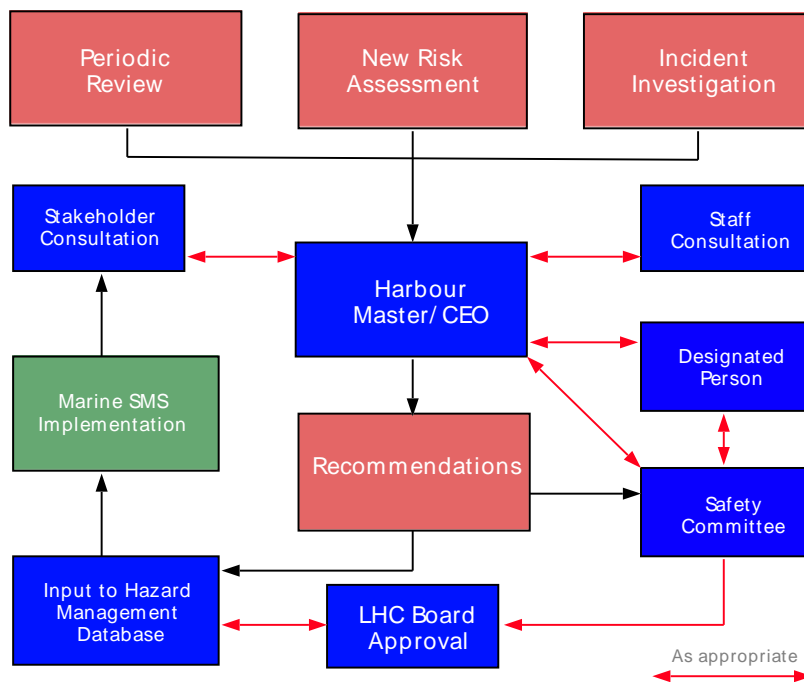 Periodic
Review
New Risk
Assessment
Incident
Investigation
Stakeholder
Consultation
Staff
Consultation
Harbour
Master/ CEO
Designated
Person
Marine SMS
Implementation
Recommendations
Safety
Committee
Input to Hazard
Management
Database
LHC Board
Approval
As appropriate